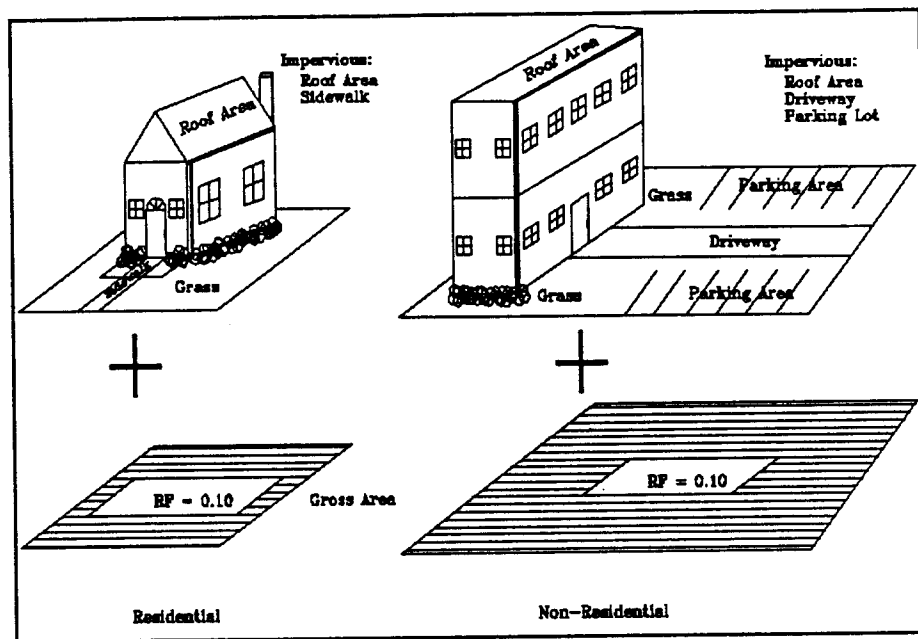 Impervious:
Roof Area
Sidewalk
Roof Area
Sidewalk
Grass
Impervious:
Roof Area
Driveway
Parking Lot
Roof Area
Grass
Parking Area
Driveway
Grass
Parking Area
RF = 0.10
Gross Area
RF = 0.10
Residential
Non-Residential